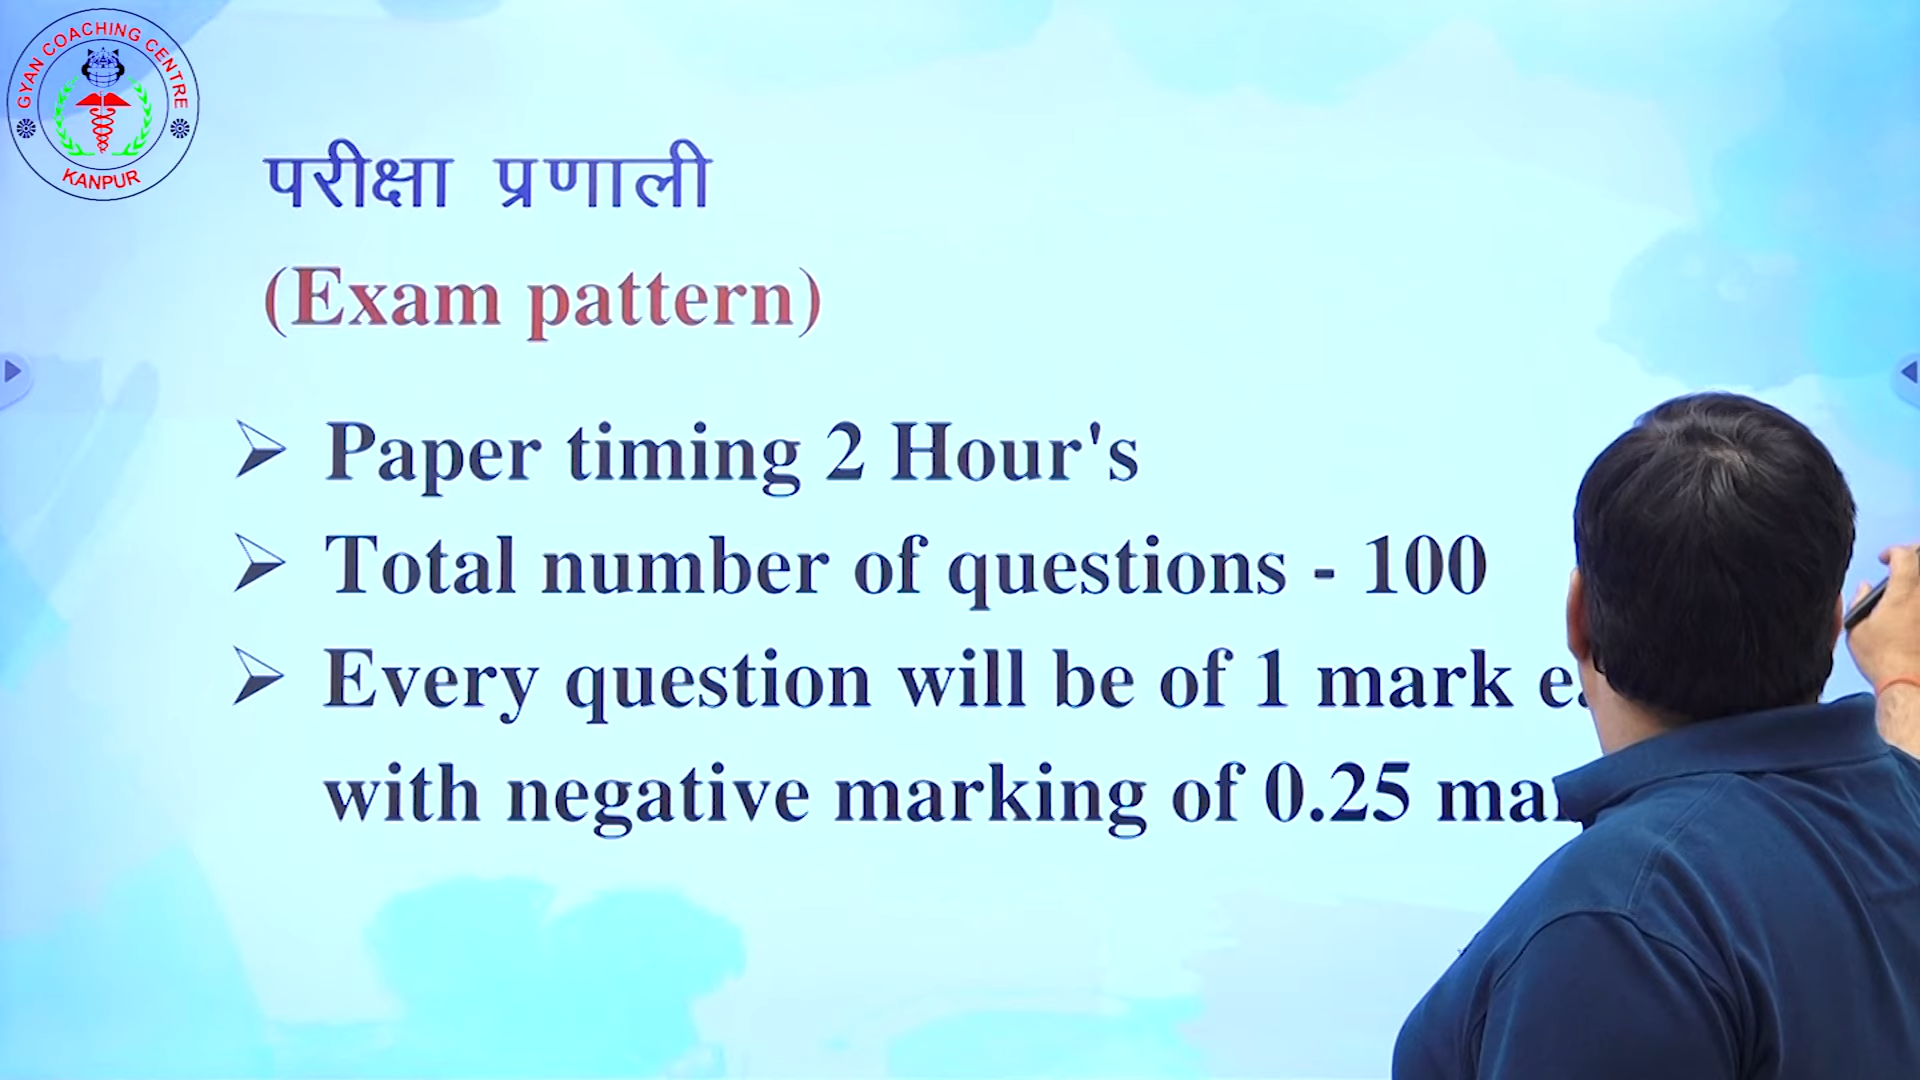 GYAN COACHING CENTRE
KANPUR
परीक्षा प्रणाली
(Exam pattern)
➢ Paper timing 2 Hour's
➢ Total number of questions - 100
➢ Every question will be of 1 mark
with negative marking of 0.25